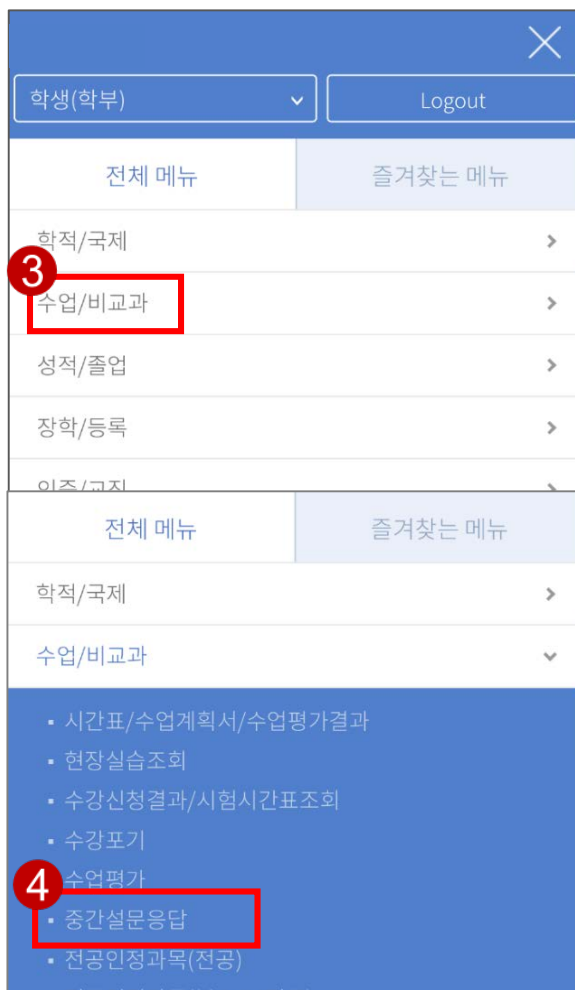 학생(학부)
Logout
전체 메뉴
즐겨찾는 메뉴
학적/국제
3
수업/비교과
성적/졸업
장학/등록
인증/교직
전체 메뉴
즐겨찾는 메뉴
학적/국제
수업/비교과
▪ 시간표/수업계획서/수업평가결과
▪ 현장실습조회
▪ 수강신청결과/시험시간표조회
▪ 수강포기
4
수업평가
▪ 중간설문응답
▪ 전공인정과목(전공)